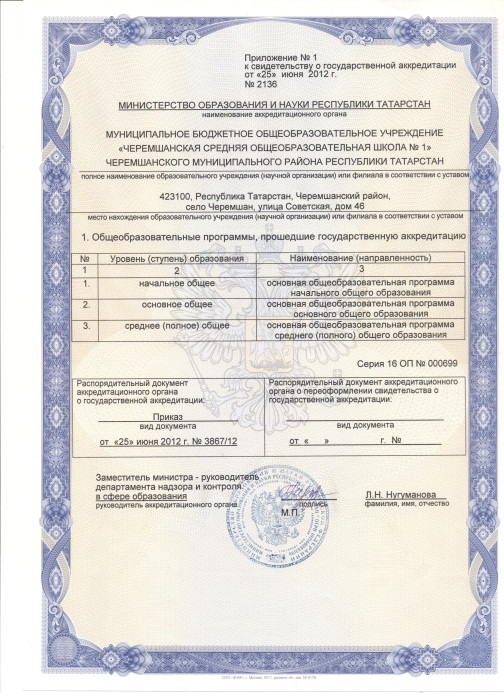 Приложение № 1
к свидетельству о государственной аккредитации
от «25» июня 2012 г.
№ 2136
МИНИСТЕРСТВО ОБРАЗОВАНИЯ И НАУКИ РЕСПУБЛИКИ ТАТАРСТАН
наименование аккредитационного органа
МУНИЦИПАЛЬНОЕ БЮДЖЕТНОЕ ОБЩЕОБРАЗОВАТЕЛЬНОЕ УЧРЕЖДЕНИЕ
«ЧЕРЕМШАНСКАЯ СРЕДНЯЯ ОБЩЕОБРАЗОВАТЕЛЬНАЯ ШКОЛА № 1»
ЧЕРЕМШАНСКОГО МУНИЦИПАЛЬНОГО РАЙОНА РЕСПУБЛИКИ ТАТАРСТАН
полное наименование образовательного учреждения (научной организации) или филиала в соответствии с уставом
423100, Республика Татарстан, Черемшанский район,
село Черемшан, улица Советская, дом 46
место нахождения образовательного учреждения (научной организации) или филиала в соответствии с уставом
1. Общеобразовательные программы, прошедшие государственную аккредитацию
№ Уровень (ступень) образования Наименование (направленность)
1 2 3
1. начальное общее основная общеобразовательная программа
начального общего образования
2. основное общее основная общеобразовательная программа
основного общего образования
3. среднее (полное) общее основная общеобразовательная программа
среднего (полного) общего образования
Серия 16 ОП № 000699
Распорядительный документ
аккредитационного органа
о государственной аккредитации:
Приказ
вид документа
от «25» июня 2012 г. № 3867/12
Распорядительный документ аккредитационного
органа о переоформлении свидетельства о
государственной аккредитации:
вид документа
от « » г. №
Заместитель министра - руководитель
департамента надзора и контроля
в сфере образования
руководитель аккредитационного органа
подпись
М.П.
Л.Н. Нугуманова
фамилия, имя, отчество